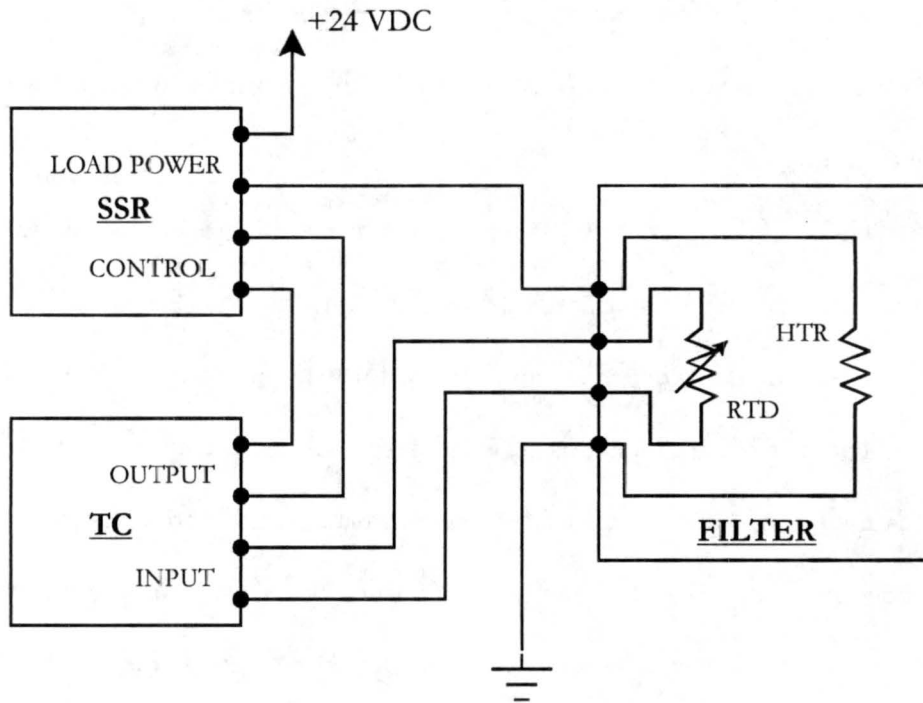 +24 VDC
LOAD POWER
SSR
CONTROL
HTR
RTD
OUTPUT
TC
INPUT
FILTER